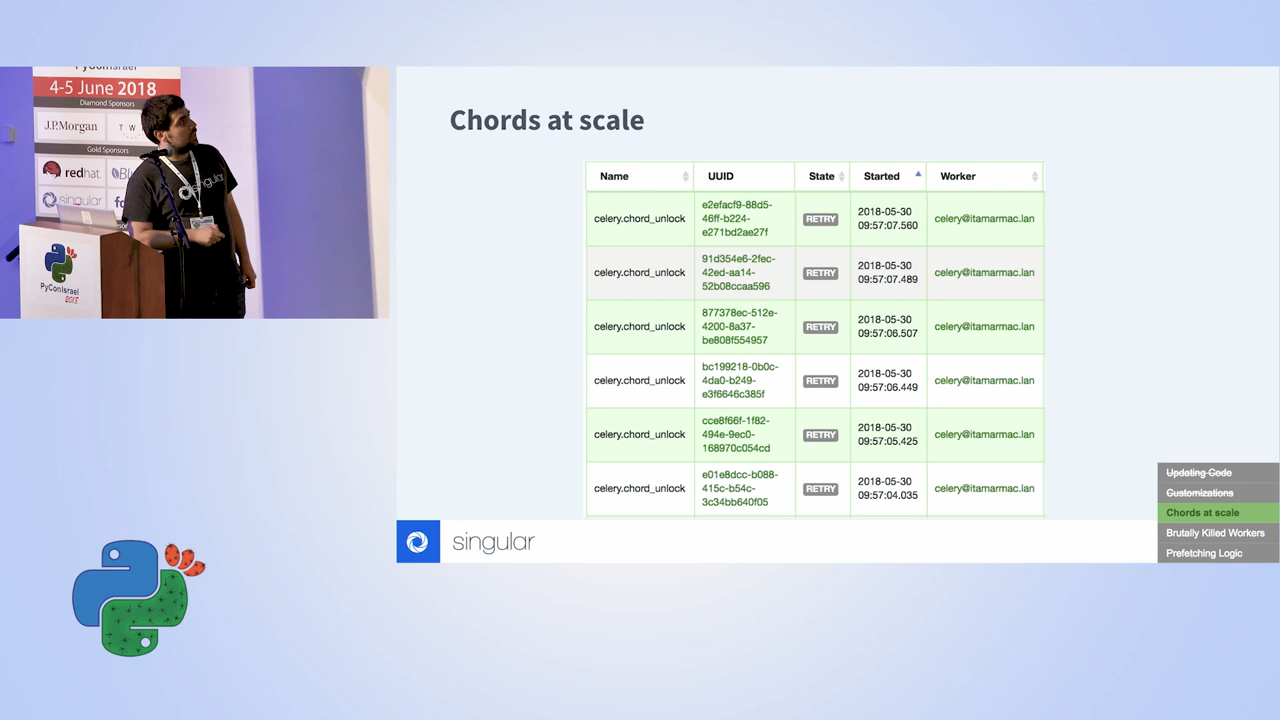 PyConIsrael
4-5 June 2018
Diamond Sponsors
J.P.Morgan
T W
Gold Sponsors
redhat
singular
singular
PyConIsrael
2018
Chords at scale
Name UUID State Started Worker
celery.chord_unlock e2efacf9-88d5-46ff-b224-e271bd2ae27f RETRY 2018-05-30 09:57:07.560 celery@itamarmac.lan
celery.chord_unlock 91d354e6-2fec-42ed-aa14-52b08ccaa596 RETRY 2018-05-30 09:57:07.489 celery@itamarmac.lan
celery.chord_unlock 877378ec-512e-4200-8a37-be808f554957 RETRY 2018-05-30 09:57:06.507 celery@itamarmac.lan
celery.chord_unlock bc199218-0b0c-4da0-b249-e3f6646c385f RETRY 2018-05-30 09:57:06.449 celery@itamarmac.lan
celery.chord_unlock cce8f66f-1f82-494e-9ec0-168970c054cd RETRY 2018-05-30 09:57:05.425 celery@itamarmac.lan
celery.chord_unlock e01e8dcc-b088-415c-b54c-3c34bb640f05 RETRY 2018-05-30 09:57:04.035 celery@itamarmac.lan
singular
Updating Code
Customizations
Chords at scale
Brutally Killed Workers
Prefetching Logic